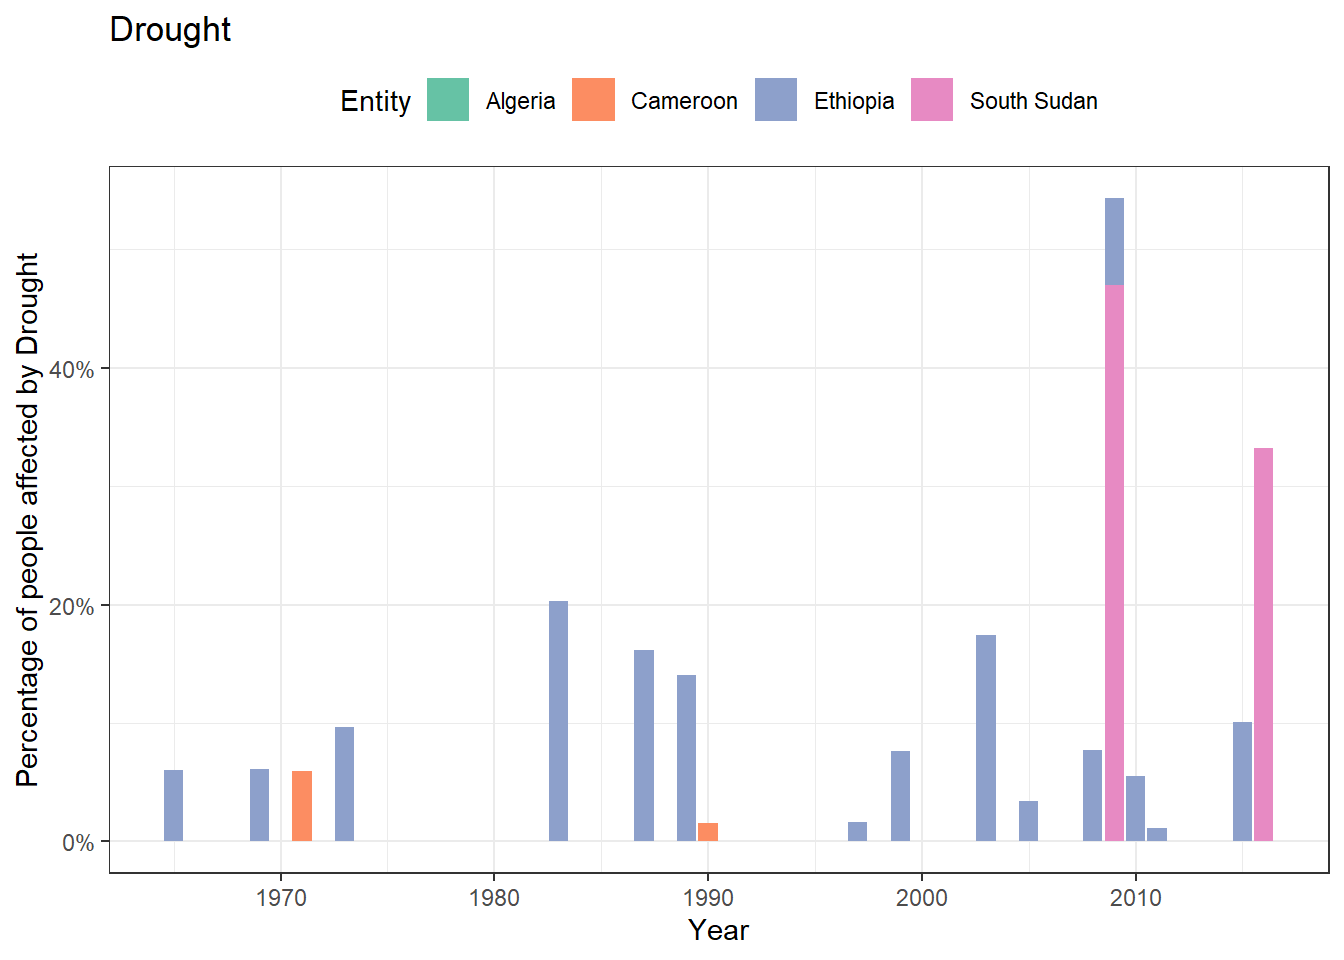 Drought
Entity Algeria Cameroon Ethiopia South Sudan
Percentage of people affected by Drought
40%
20%
0%
1970 1980 1990 2000 2010
Year